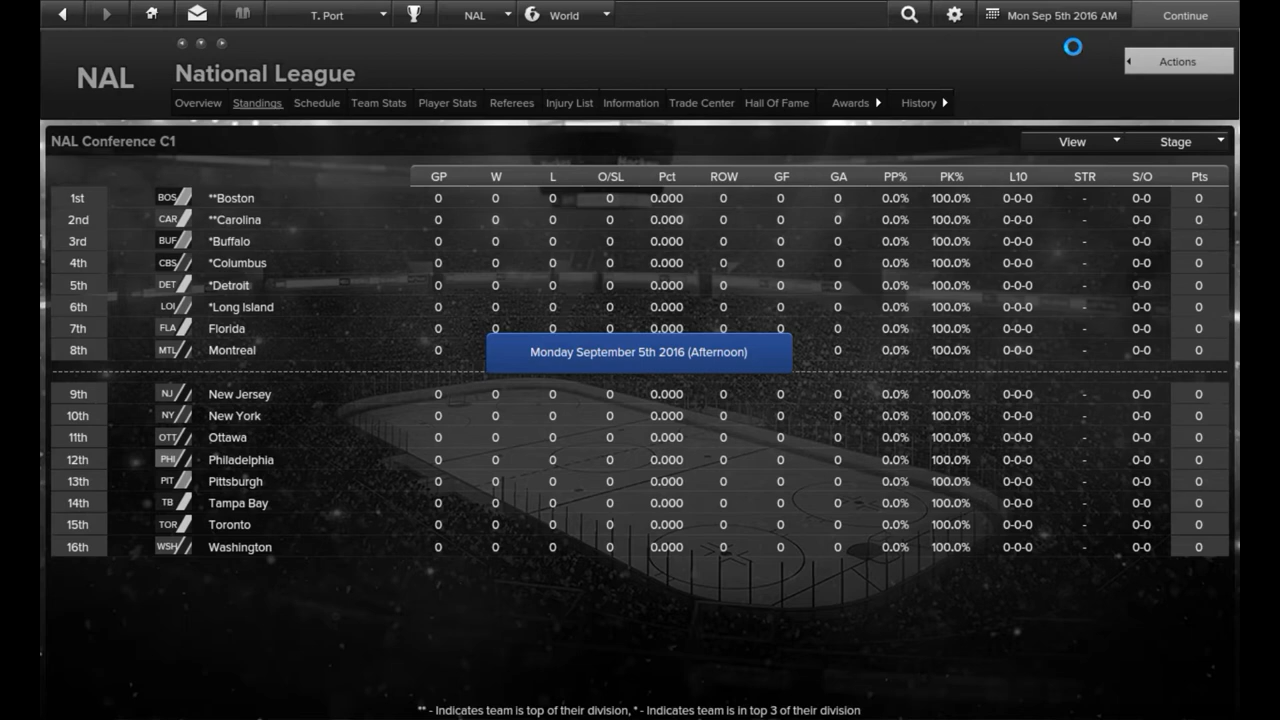 T. Port NAL World Mon Sep 5th 2016 AM Continue
NAL National League Actions
Overview Standings Schedule Team Stats Player Stats Referees Injury List Information Trade Center Hall Of Fame Awards History
NAL Conference C1 View Stage
GP W L O/SL Pct ROW GF GA PP% PK% L10 STR S/O Pts
1st BOS **Boston 0 0 0 0 0.000 0 0 0 0.0% 100.0% 0-0-0 - 0-0 0
2nd CAR **Carolina 0 0 0 0 0.000 0 0 0 0.0% 100.0% 0-0-0 - 0-0 0
3rd BUF *Buffalo 0 0 0 0 0.000 0 0 0 0.0% 100.0% 0-0-0 - 0-0 0
4th CBS *Columbus 0 0 0 0 0.000 0 0 0 0.0% 100.0% 0-0-0 - 0-0 0
5th DET *Detroit 0 0 0 0 0.000 0 0 0 0.0% 100.0% 0-0-0 - 0-0 0
6th LOI *Long Island 0 0 0 0 0.000 0 0 0 0.0% 100.0% 0-0-0 - 0-0 0
7th FLA Florida 0 0 0 0 0.000 0 0 0 0.0% 100.0% 0-0-0 - 0-0 0
8th MTL Montreal 0 Monday September 5th 2016 (Afternoon) 0 0.0% 100.0% 0-0-0 - 0-0 0
9th NJ New Jersey 0 0 0 0 0.000 0 0 0 0.0% 100.0% 0-0-0 - 0-0 0
10th NY New York 0 0 0 0 0.000 0 0 0 0.0% 100.0% 0-0-0 - 0-0 0
11th OTT Ottawa 0 0 0 0 0.000 0 0 0 0.0% 100.0% 0-0-0 - 0-0 0
12th PHI Philadelphia 0 0 0 0 0.000 0 0 0 0.0% 100.0% 0-0-0 - 0-0 0
13th PIT Pittsburgh 0 0 0 0 0.000 0 0 0 0.0% 100.0% 0-0-0 - 0-0 0
14th TB Tampa Bay 0 0 0 0 0.000 0 0 0 0.0% 100.0% 0-0-0 - 0-0 0
15th TOR Toronto 0 0 0 0 0.000 0 0 0 0.0% 100.0% 0-0-0 - 0-0 0
16th WSH Washington 0 0 0 0 0.000 0 0 0 0.0% 100.0% 0-0-0 - 0-0 0
** - Indicates team is top of their division, * - Indicates team is in top 3 of their division